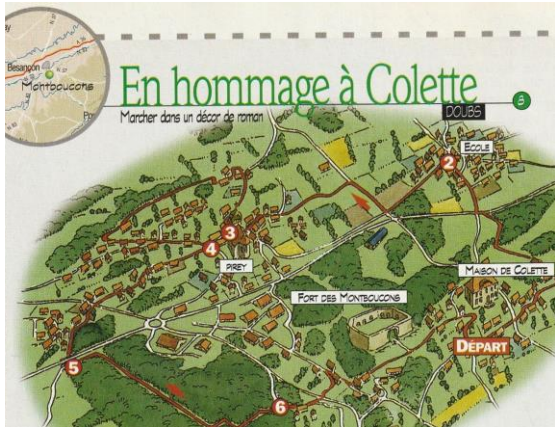 Besançon
Montboucons
En hommage à Colette
Marcher dans un décor de roman
DOUBS
3
ECOLE
2
3
4
PIREY
MAISON DE COLETTE
FORT DES MONTBOUCONS
DÉPART
5
6